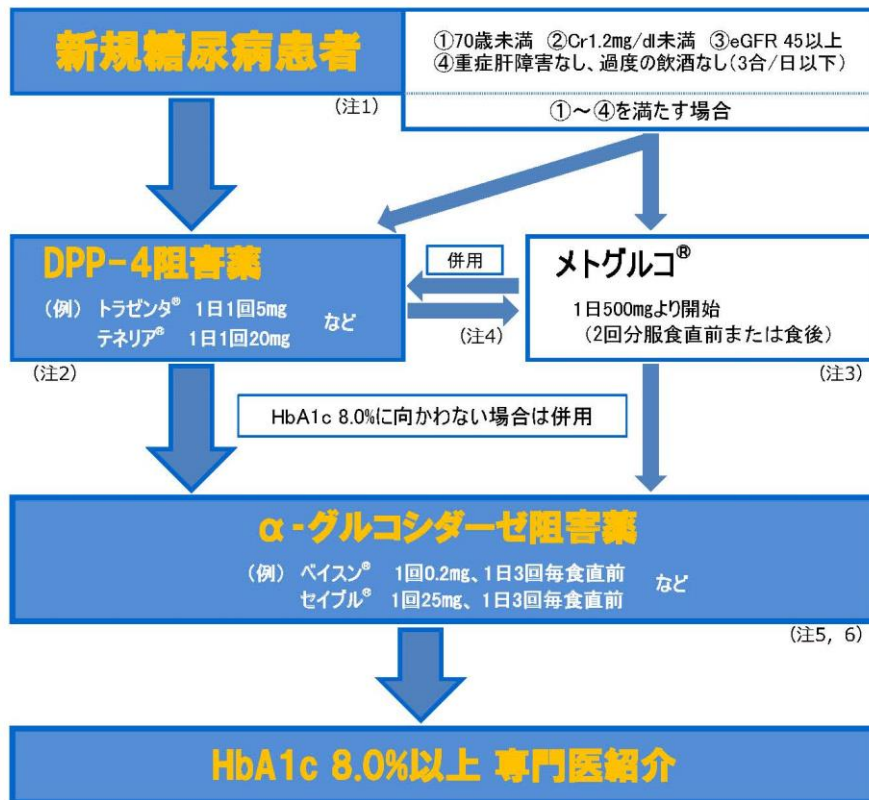 新規糖尿病患者
①70歳未満 ②Cr1.2mg/dl未満 ③eGFR 45以上
④重症肝障害なし、過度の飲酒なし(3合/日以下)
(注1)
①～④を満たす場合
DPP-4阻害薬
(例) トラゼンタ® 1日1回5mg
テネリア® 1日1回20mg
など
(注2)
併用
(注4)
メトグルコ®
1日500mgより開始
(2回分服食直前または食後)
(注3)
HbA1c 8.0%に向かわない場合は併用
α-グルコシダーゼ阻害薬
(例) ベイスン® 1回0.2mg、1日3回毎食直前
セイブル® 1回25mg、1日3回毎食直前
など
(注5, 6)
HbA1c 8.0%以上 専門医紹介